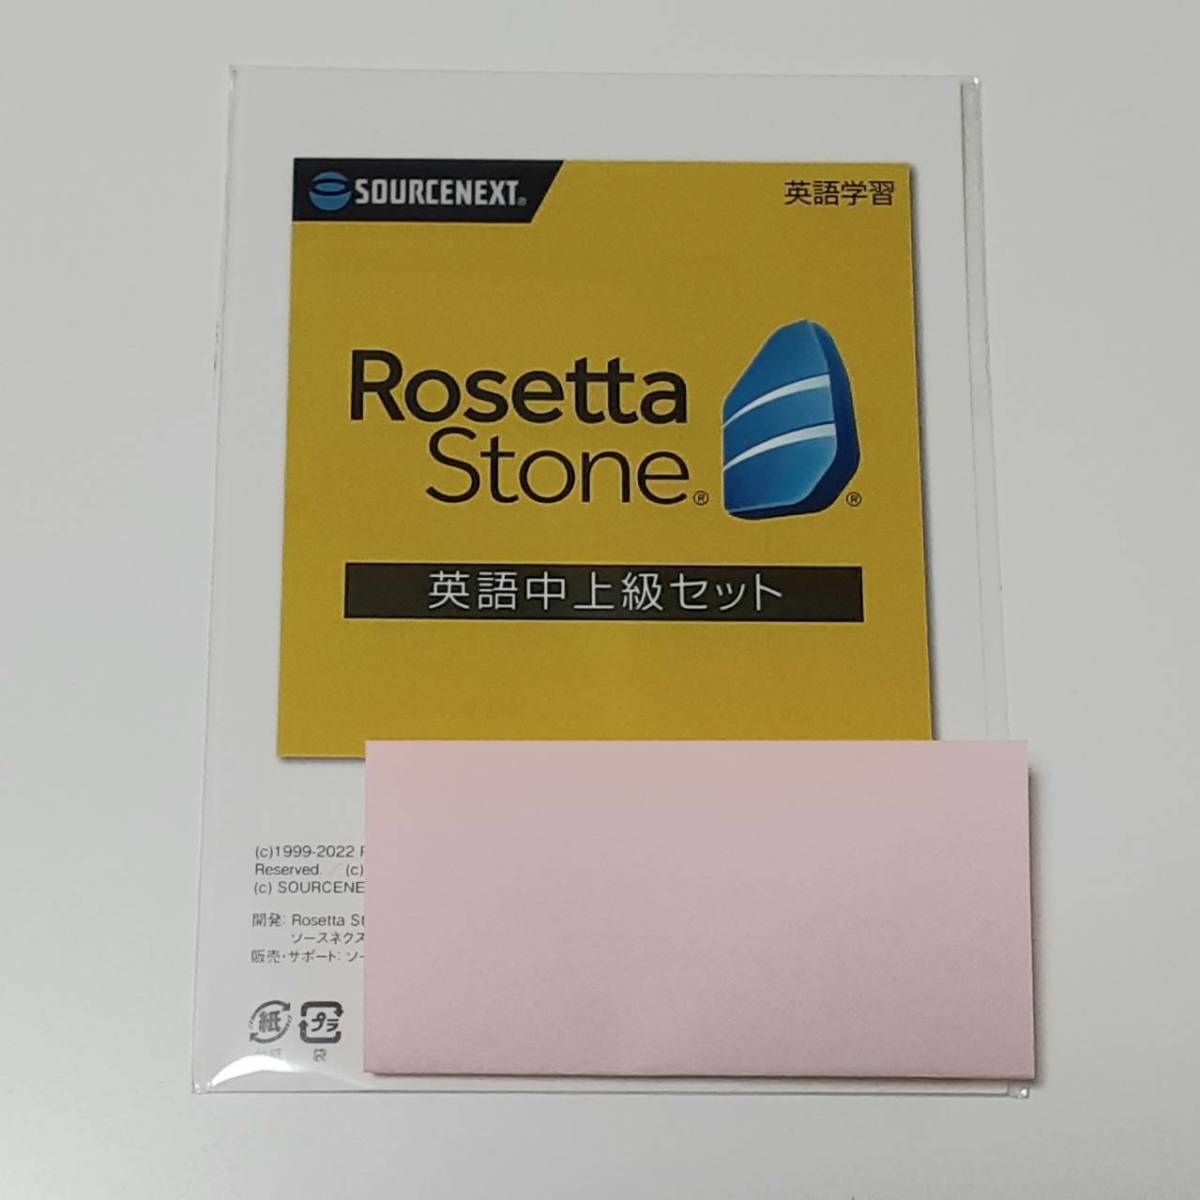 SOURCENEXT®
英語学習
Rosetta
Stone®
®
英語中上級セット
(c)1999-2022
Reserved. ／(c)
(c) SOURCENE
開発: Rosetta St
ソースネクス
販売・サポート: ソー
紙
プラ
袋